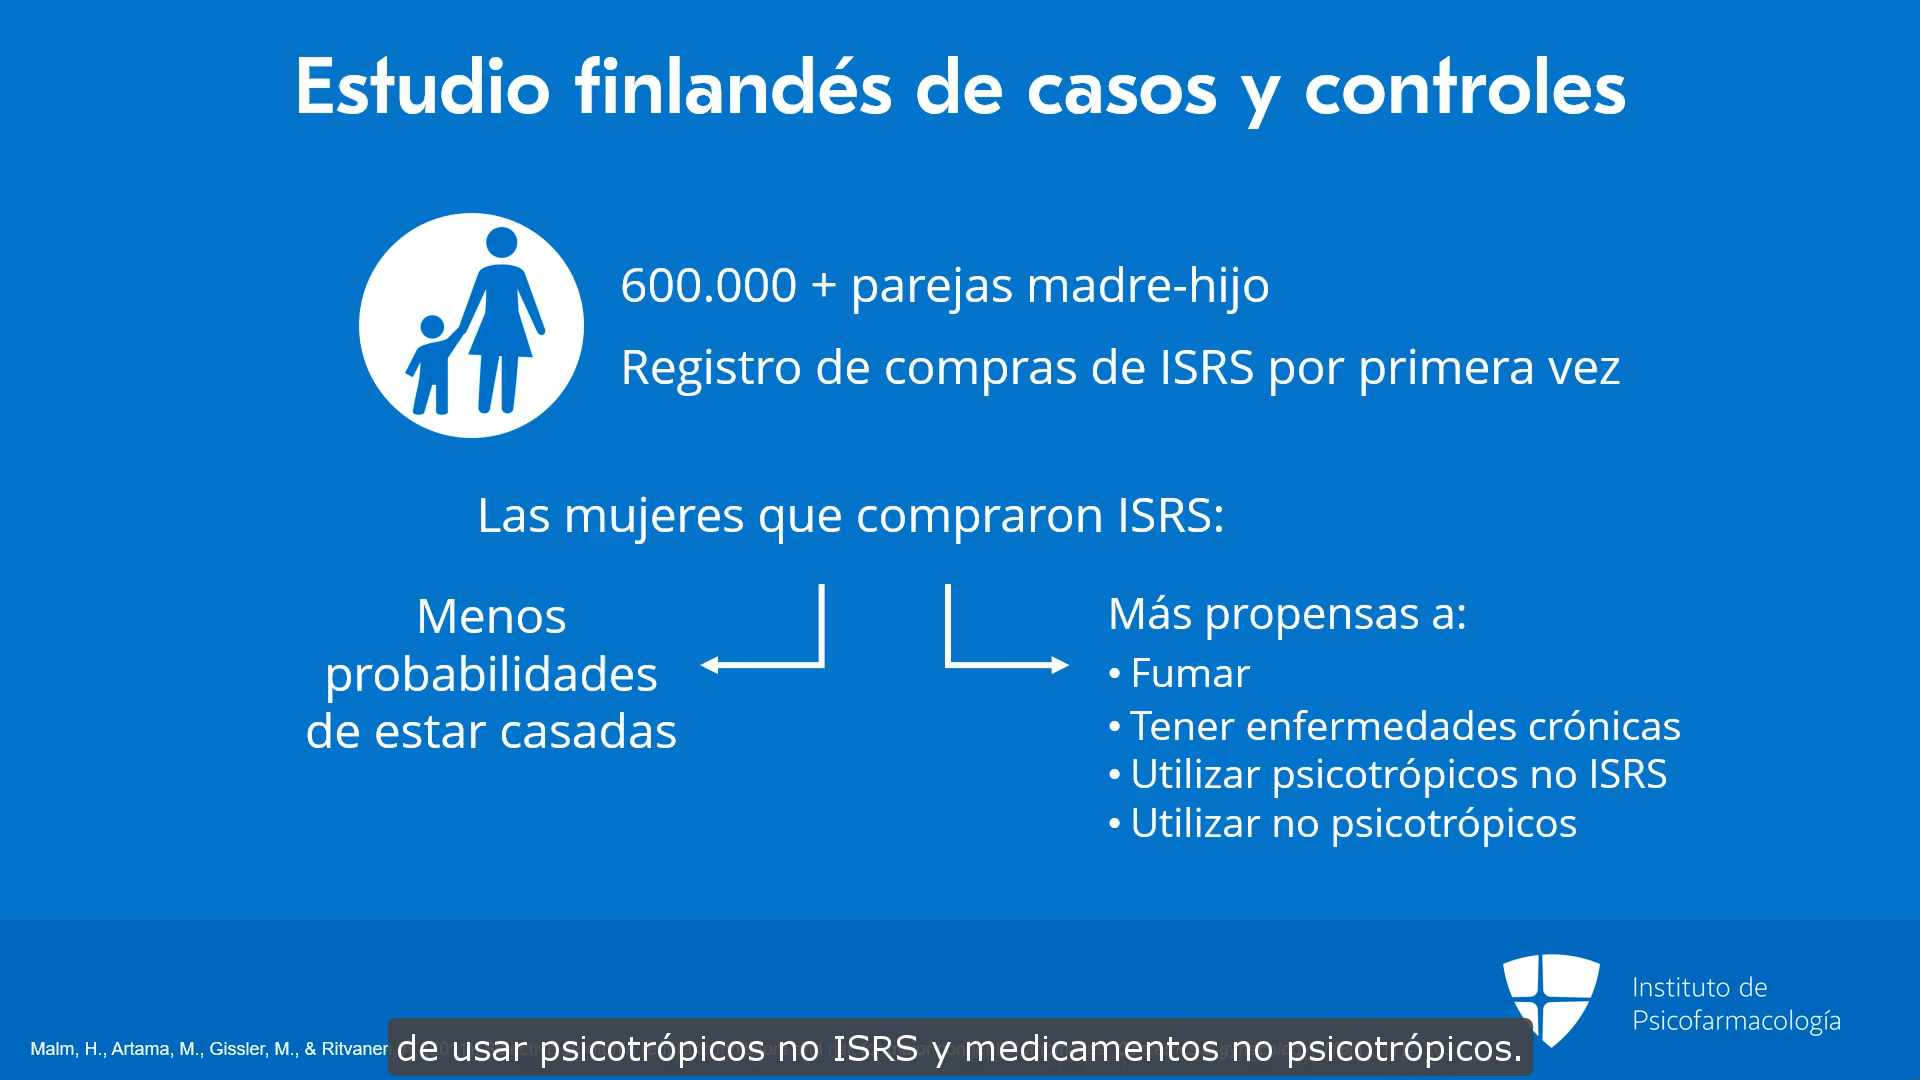 Estudio finlandés de casos y controles
600.000 + parejas madre-hijo
Registro de compras de ISRS por primera vez
Las mujeres que compraron ISRS:
Menos
probabilidades
de estar casadas
Más propensas a:
• Fumar
• Tener enfermedades crónicas
• Utilizar psicotrópicos no ISRS
• Utilizar no psicotrópicos
Instituto de
Psicofarmacología
Malm, H., Artama, M., Gissler, M., & Ritvanen
de usar psicotrópicos no ISRS y medicamentos no psicotrópicos.